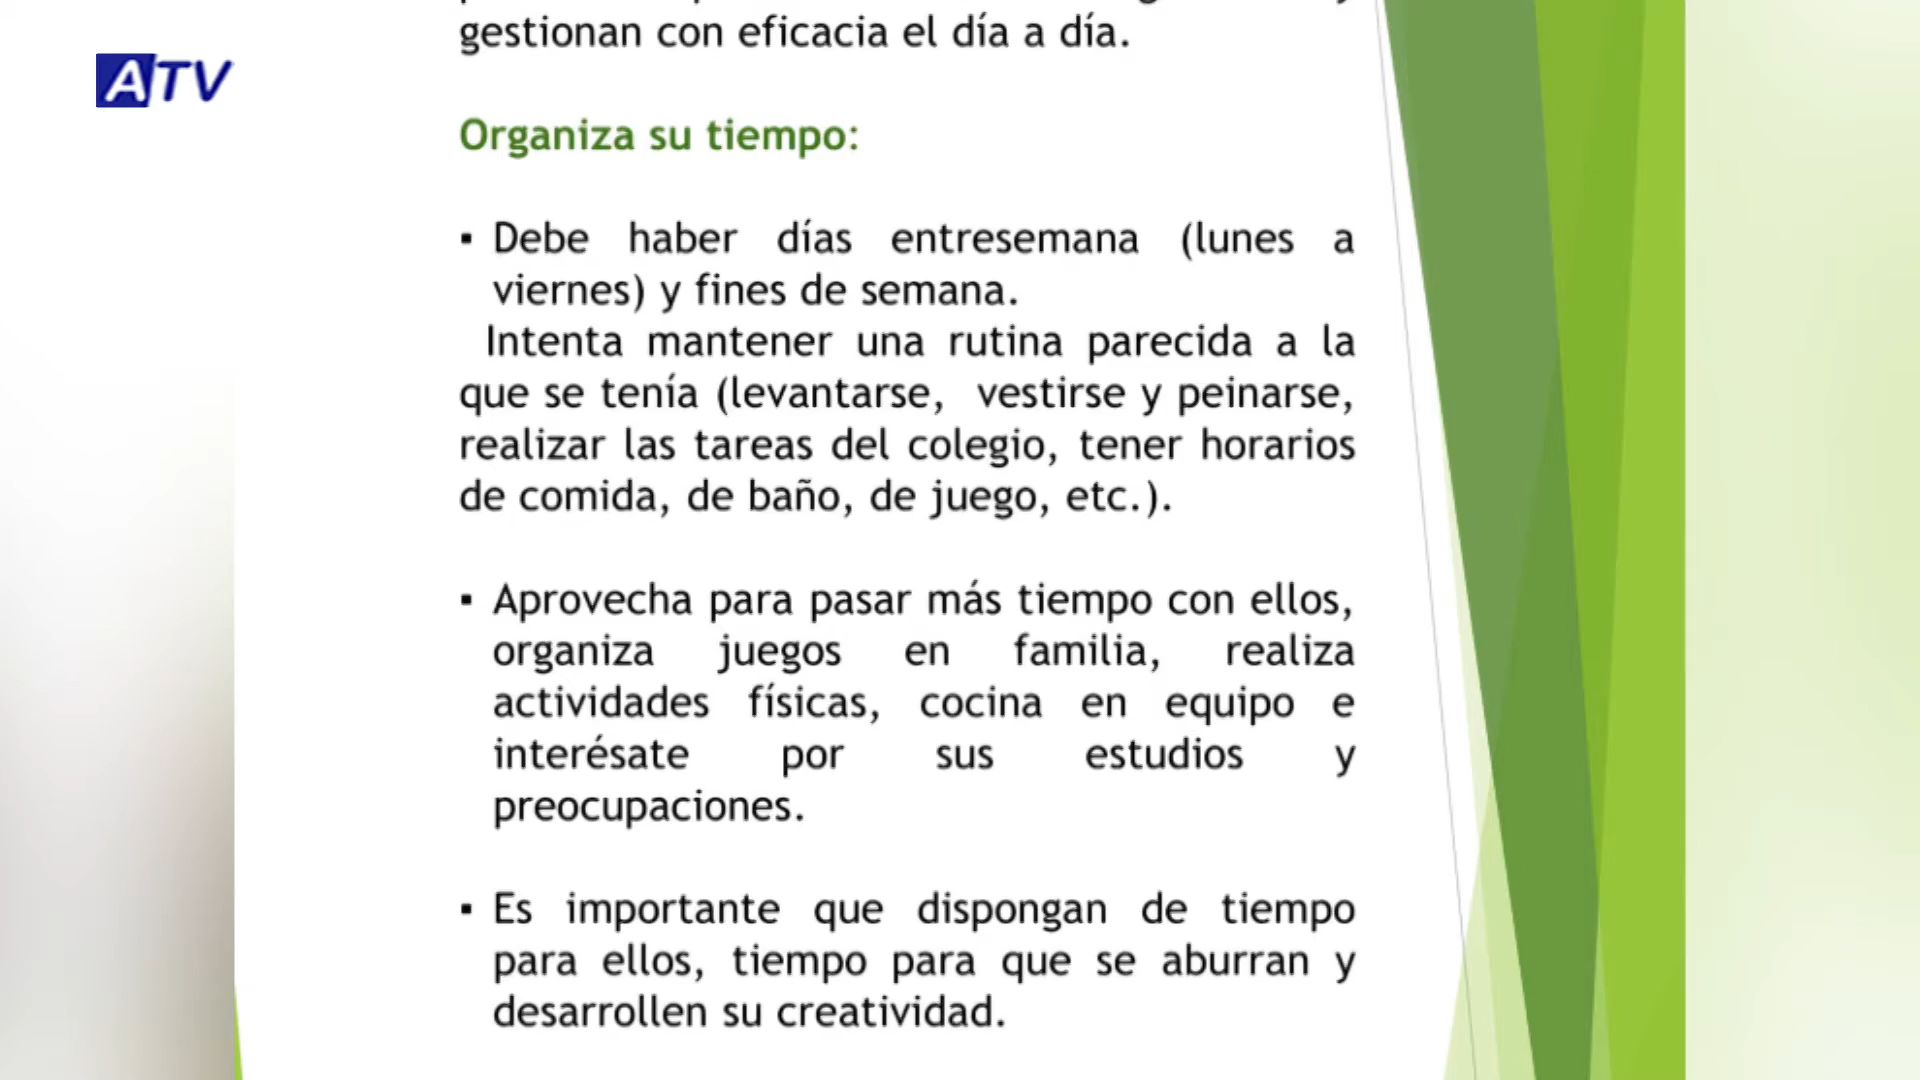 gestionan con eficacia el día a día.
ATV
Organiza su tiempo:
▪ Debe haber días entresemana (lunes a
viernes) y fines de semana.
Intenta mantener una rutina parecida a la
que se tenía (levantarse, vestirse y peinarse,
realizar las tareas del colegio, tener horarios
de comida, de baño, de juego, etc.).
▪ Aprovecha para pasar más tiempo con ellos,
organiza juegos en familia, realiza
actividades físicas, cocina en equipo e
interésate por sus estudios y
preocupaciones.
▪ Es importante que dispongan de tiempo
para ellos, tiempo para que se aburran y
desarrollen su creatividad.